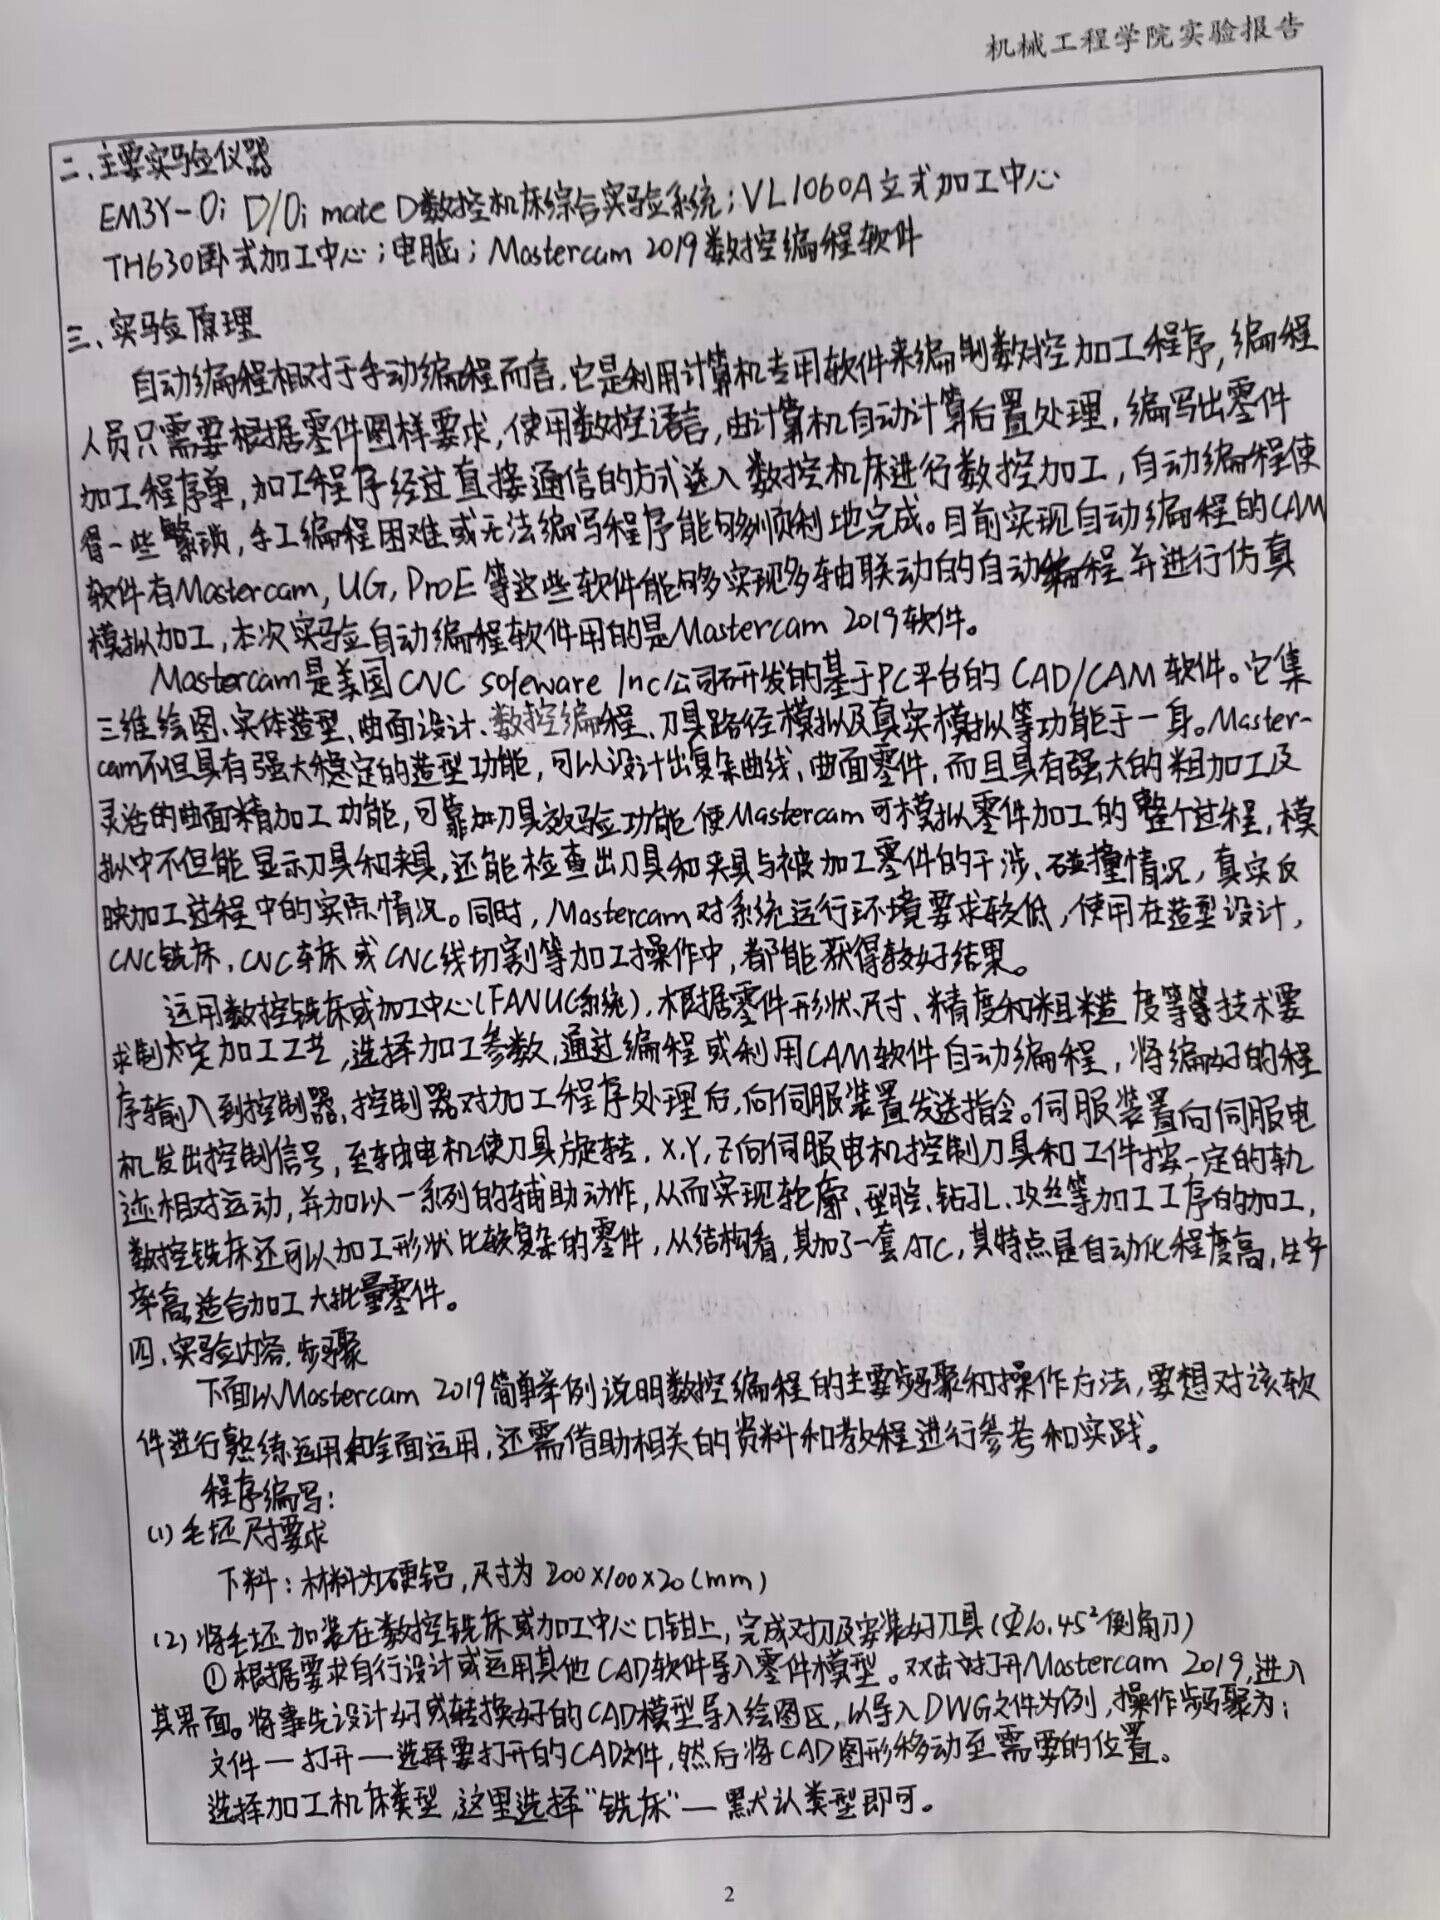 机械工程学院实验报告
二、主要实验仪器
EM3Y-0i D/0i mate D数控机床综合实验系统；VL1060A立式加工中心
TH630卧式加工中心；电脑；Mastercam 2019数控编程软件
三、实验原理
自动编程相对于手动编程而言，它是利用计算机专用软件来编制数控加工程序，编程
人员只需要根据零件图样要求，使用数控语言，由计算机自动计算后置处理，编写出零件
加工程序单，加工程序经过直接通信的方式送入数控机床进行数控加工，自动编程使
得一些繁琐，手工编程困难或无法编写程序能够顺利地完成。目前实现自动编程的CAM
软件有Mastercam, UG, ProE 等这些软件能够实现多轴联动的自动编程并进行仿真
模拟加工，本次实验自动编程软件用的是Mastercam 2019软件。
Mastercam是美国CNC soleware Inc公司研发的基于PC平台的 CAD/CAM 软件。它集
三维绘图、实体造型、曲面设计、数控编程、刀具路径模拟及真实模拟等功能于一身。Master-
cam不但具有强大稳定的造型功能，可以设计出复杂曲线、曲面零件，而且具有强大的粗加工及
灵活的曲面精加工功能，可靠加刀具效验功能使Mastercam可模拟零件加工的整个过程，模
拟中不但能显示刀具和夹具，还能检查出刀具和夹具与被加工零件的干涉、碰撞情况，真实反
映加工过程中的实际情况。同时，Mastercam对系统运行环境要求较低，使用在造型设计，
CNC铣床、CNC车床或CNC线切割等加工操作中，都能获得较好结果。
运用数控铣床或加工中心(FANUC系统)，根据零件形状、尺寸、精度和粗糙度等等技术要
求制定加工工艺，选择加工参数，通过编程或利用CAM软件自动编程，将编好的程
序输入到控制器，控制器对加工程序处理后，向伺服装置发送指令。伺服装置向伺服电
机发出控制信号，主轴电机使刀具旋转，X,Y,Z向伺服电机控制刀具和工件按一定的轨
迹相对运动，并加以一系列的辅助动作，从而实现轮廓、型腔、钻孔、攻丝等加工工序的加工，
数控铣床还可以加工形状比较复杂的零件，从结构看，其加了一套ATC，其特点是自动化程度高，生产
率高，适合加工大批量零件。
四、实验内容、步骤
下面以Mastercam 2019简单举例说明数控编程的主要步骤和操作方法，要想对该软
件进行熟练运用和全面运用，还需借助相关的资料和教程进行参考和实践。
程序编写：
(1) 毛坯尺寸要求
下料：材料为硬铝，尺寸为 200×100×20(mm)
(2) 将毛坯加装在数控铣床或加工中心口钳上，完成对刀及安装好刀具(Φ10.45°倒角刀)
① 根据要求自行设计或运用其他CAD软件导入零件模型。双击打开Mastercam 2019,进入
其界面。将事先设计好或转换好的CAD模型导入绘图区，以导入DWG文件为例，操作步骤为：
文件—打开—选择要打开的CAD文件，然后将CAD图形移动至需要的位置。
选择加工机床类型，这里选择“铣床”—默认类型即可。
2